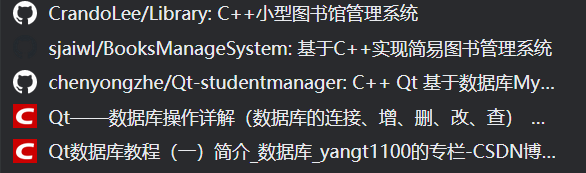 CrandoLee/Library: C++小型图书馆管理系统
sjaiwl/BooksManageSystem: 基于C++实现简易图书管理系统
chenyongzhe/Qt-studentmanager: C++ Qt 基于数据库My...
Qt——数据库操作详解（数据库的连接、增、删、改、查） ...
Qt数据库教程（一）简介_数据库_yangt1100的专栏-CSDN博...